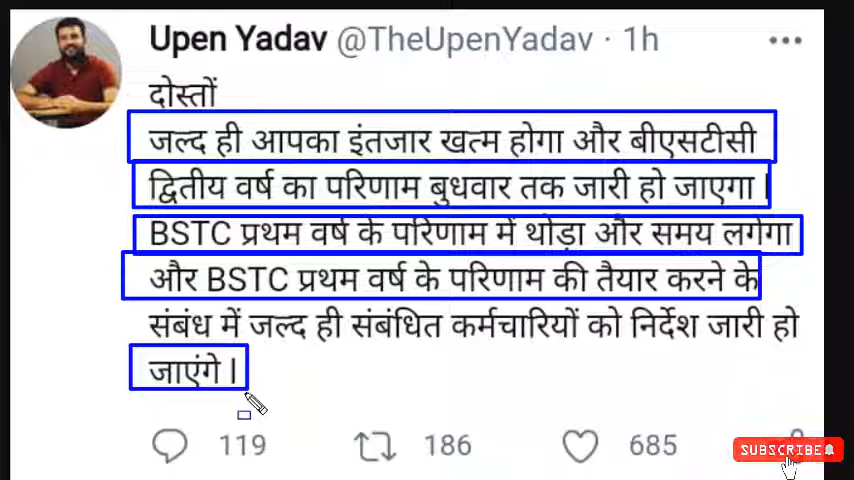 Upen Yadav @TheUpenYadav · 1h
दोस्तों
जल्द ही आपका इंतजार खत्म होगा और बीएसटीसी
द्वितीय वर्ष का परिणाम बुधवार तक जारी हो जाएगा |
BSTC प्रथम वर्ष के परिणाम में थोड़ा और समय लगेगा
और BSTC प्रथम वर्ष के परिणाम की तैयार करने के
संबंध में जल्द ही संबंधित कर्मचारियों को निर्देश जारी हो
जाएंगे |
119 186 685
SUBSCRIBE